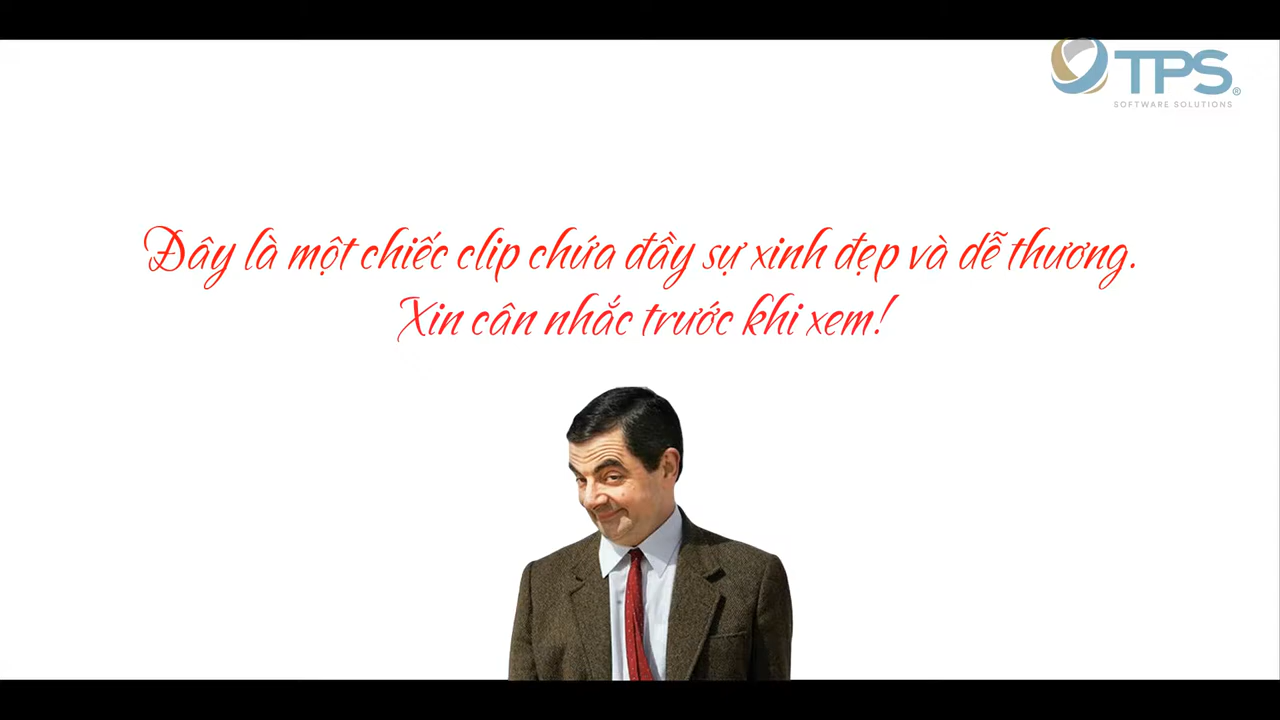 TPS®
SOFTWARE SOLUTIONS
Đây là một chiếc clip chứa đầy sự xinh đẹp và dễ thương.
Xin cân nhắc trước khi xem!